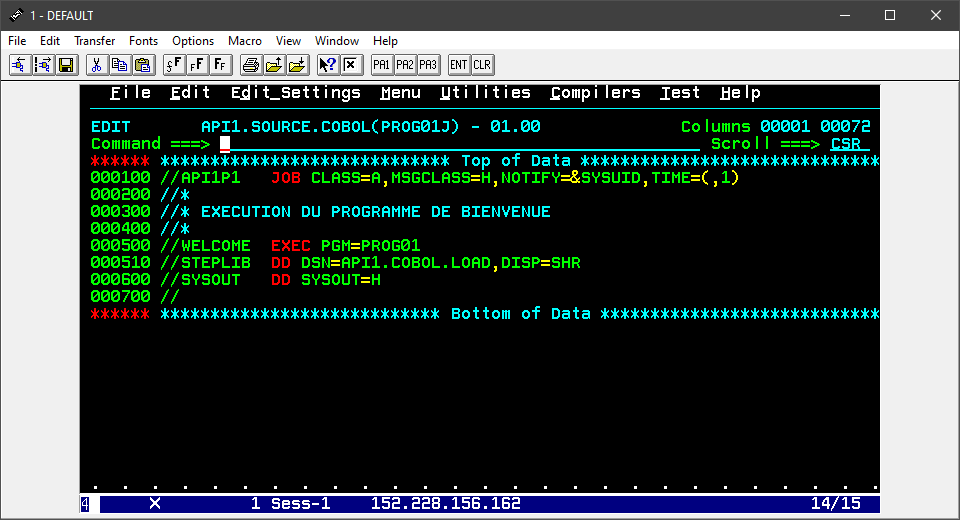 1 - DEFAULT
File Edit Transfer Fonts Options Macro View Window Help
PA1 PA2 PA3 ENT CLR
File Edit Edit_Settings Menu Utilities Compilers Test Help
EDIT API1.SOURCE.COBOL(PROG01J) - 01.00 Columns 00001 00072
Command ===> Scroll ===> CSR
****** **************************** Top of Data ******************************
000100 //API1P1 JOB CLASS=A,MSGCLASS=H,NOTIFY=&SYSUID,TIME=(,1)
000200 //*
000300 //* EXECUTION DU PROGRAMME DE BIENVENUE
000400 //*
000500 //WELCOME EXEC PGM=PROG01
000510 //STEPLIB DD DSN=API1.COBOL.LOAD,DISP=SHR
000600 //SYSOUT DD SYSOUT=H
000700 //
****** **************************** Bottom of Data ****************************
. . . . . . . . . . . . . . . . . . . . . . . . . . .
4 X 1 Sess-1 152.228.156.162 14/15